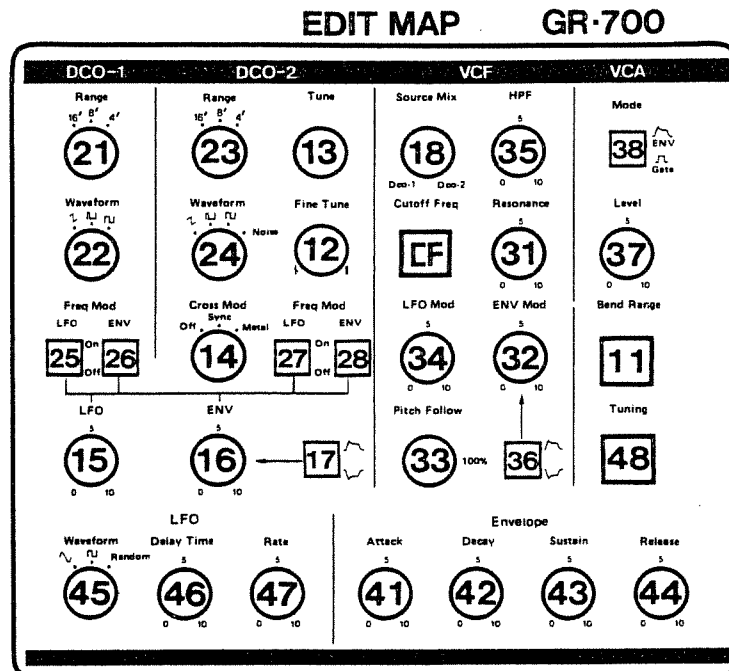 EDIT MAP GR-700
DCO-1 DCO-2 VCF VCA
Range Range Tune Source Mix HPF Mode
16' 8' 4' 16' 8' 4' 5
21 23 13 18 35 38 ENV
Gate
Dco-1 Dco-2 0 10
Waveform Waveform Fine Tune Cutoff Freq Resonance Level
Noise 5 5
22 24 12 CF 31 37
0 10 0 10
Freq Mod Cross Mod Freq Mod LFO Mod ENV Mod Bend Range
LFO ENV Off Sync Metal LFO ENV 5 5
25 On Off 26 14 27 On Off 28 34 32 11
0 10 0 10
LFO ENV Pitch Follow Tuning
5 5
15 16 17 33 100% 36 48
0 10 0 10
LFO Envelope
Waveform Delay Time Rate Attack Decay Sustain Release
Random 5 5 5 5 5 5
45 46 47 41 42 43 44
0 10 0 10 0 10 0 10 0 10 0 10